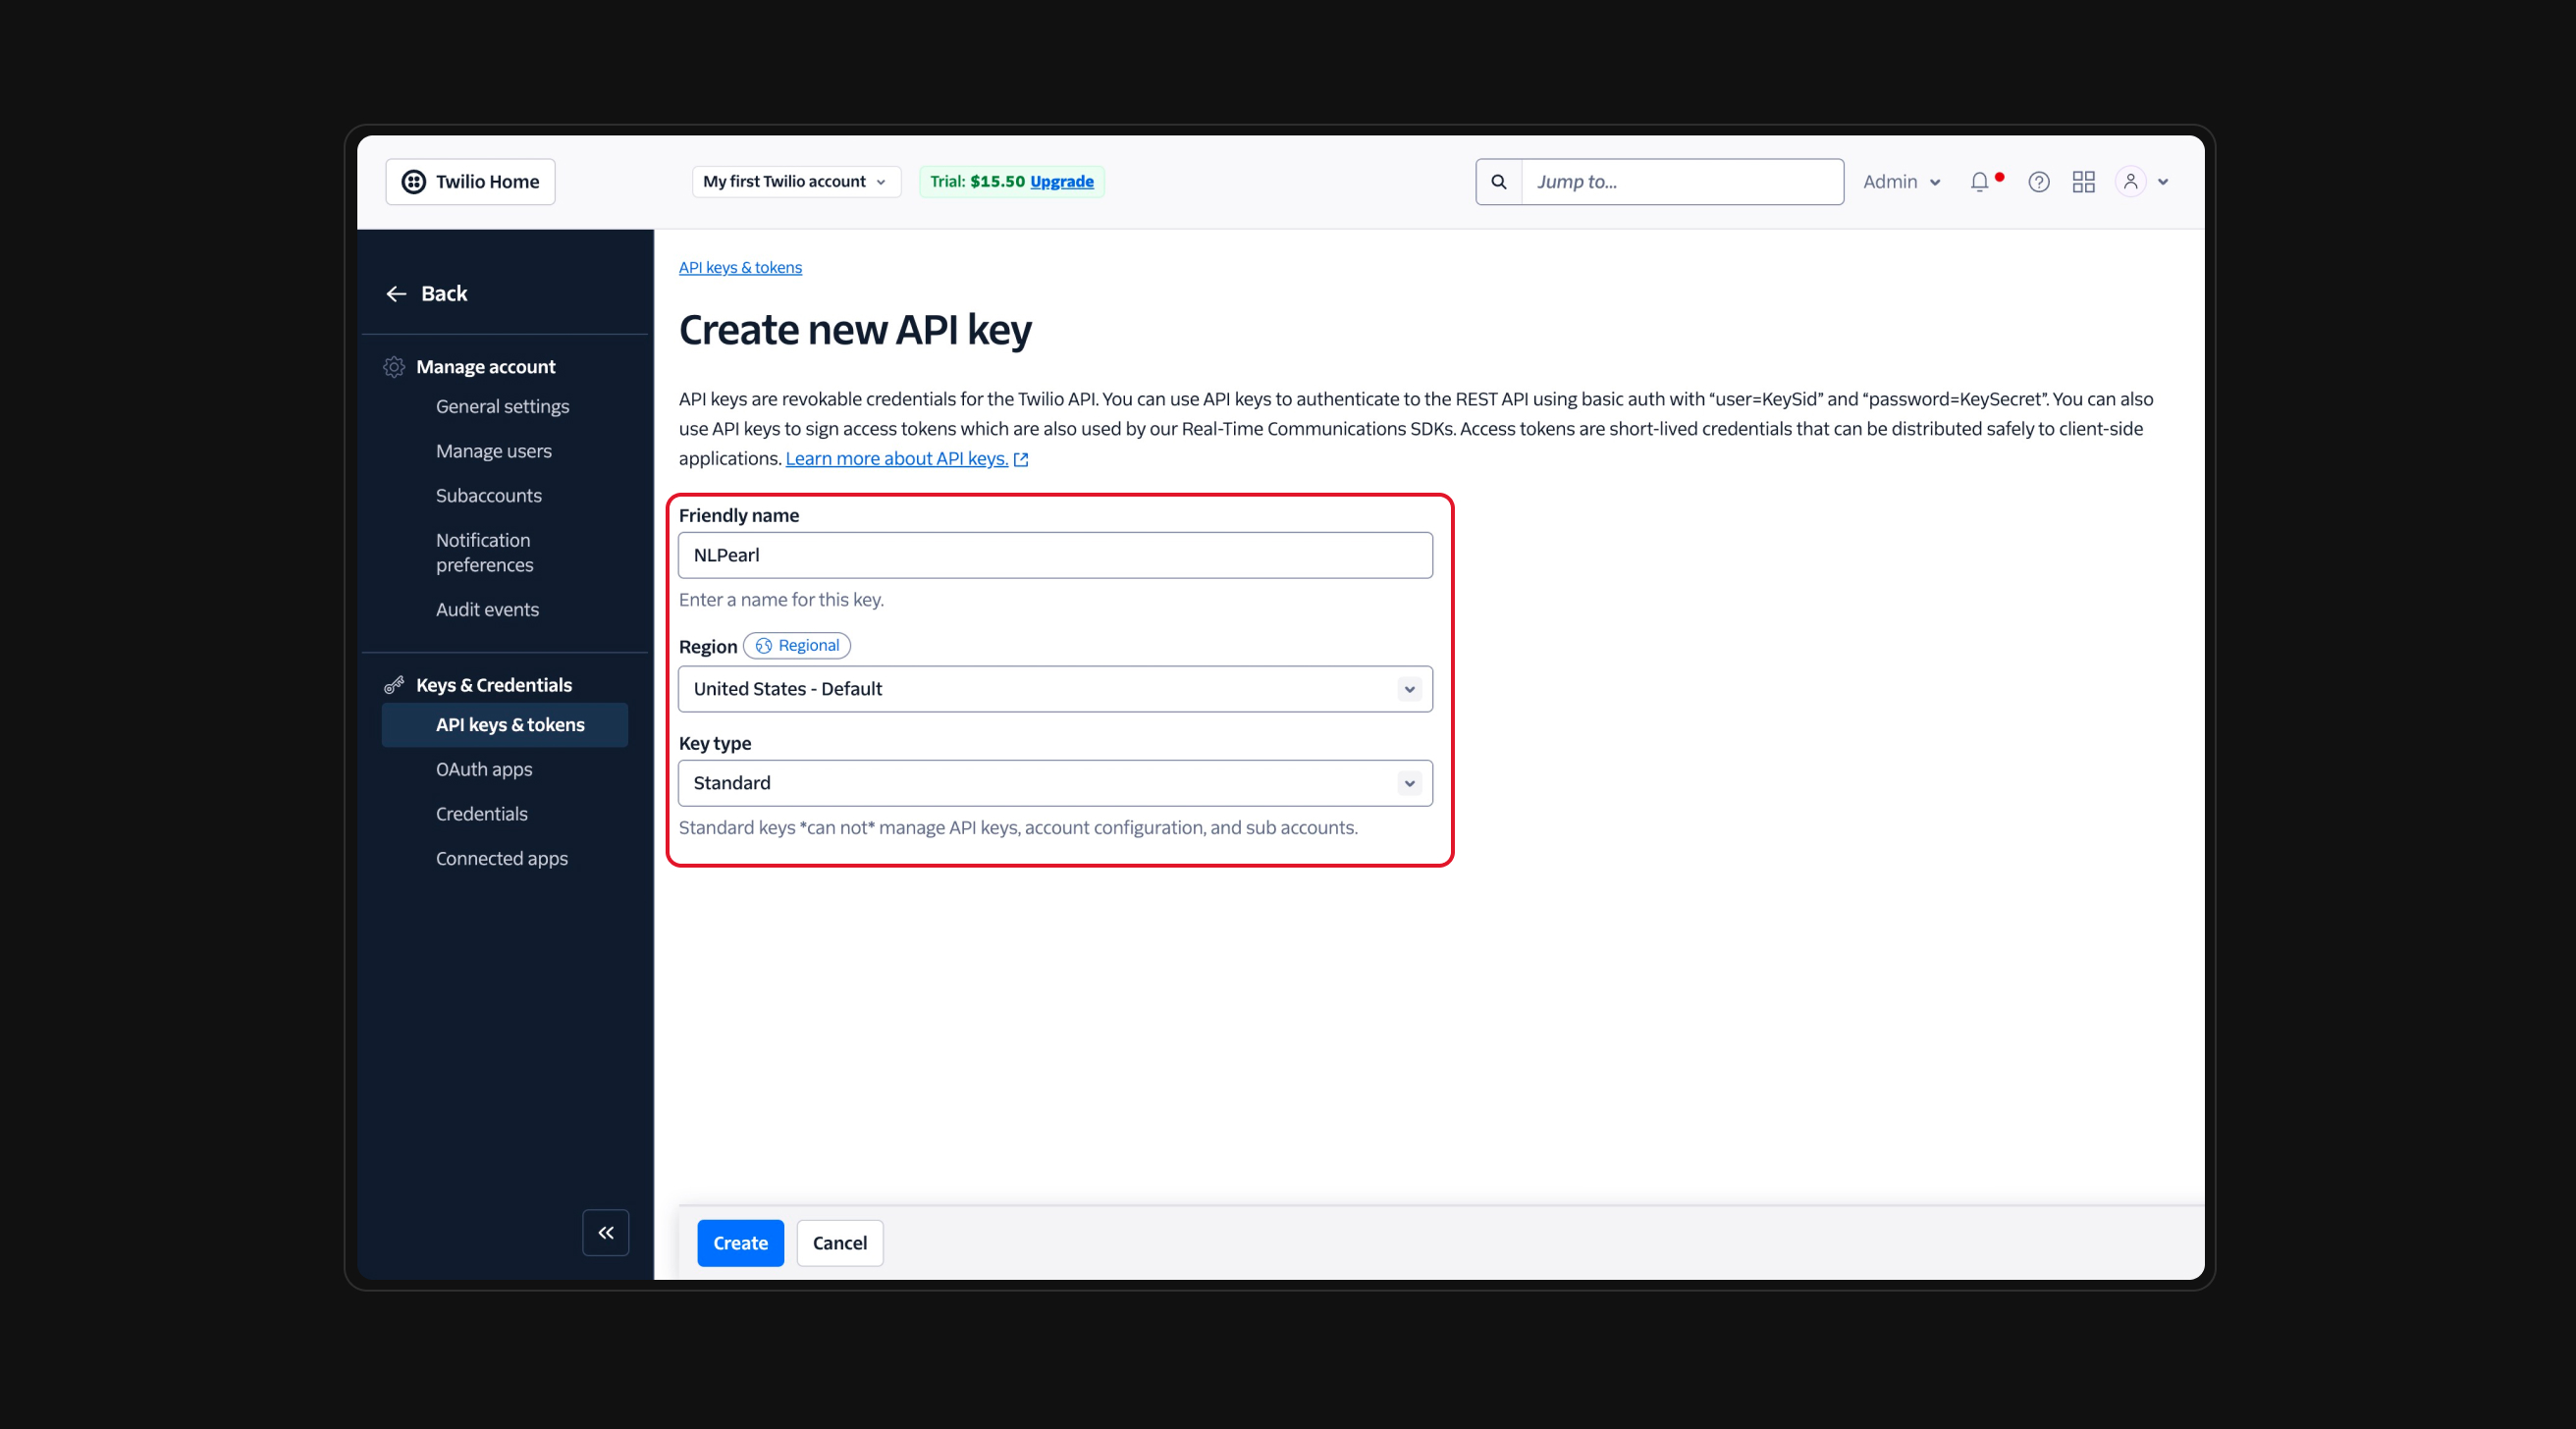 Twilio Home
My first Twilio account
Trial: $15.50 Upgrade
Jump to...
Admin
Back
Manage account
General settings
Manage users
Subaccounts
Notification
preferences
Audit events
Keys & Credentials
API keys & tokens
OAuth apps
Credentials
Connected apps
API keys & tokens
Create new API key
API keys are revokable credentials for the Twilio API. You can use API keys to authenticate to the REST API using basic auth with “user=KeySid” and “password=KeySecret”. You can also
use API keys to sign access tokens which are also used by our Real-Time Communications SDKs. Access tokens are short-lived credentials that can be distributed safely to client-side
applications. Learn more about API keys.
Friendly name
NLPearl
Enter a name for this key.
Region Regional
United States - Default
Key type
Standard
Standard keys *can not* manage API keys, account configuration, and sub accounts.
Create
Cancel